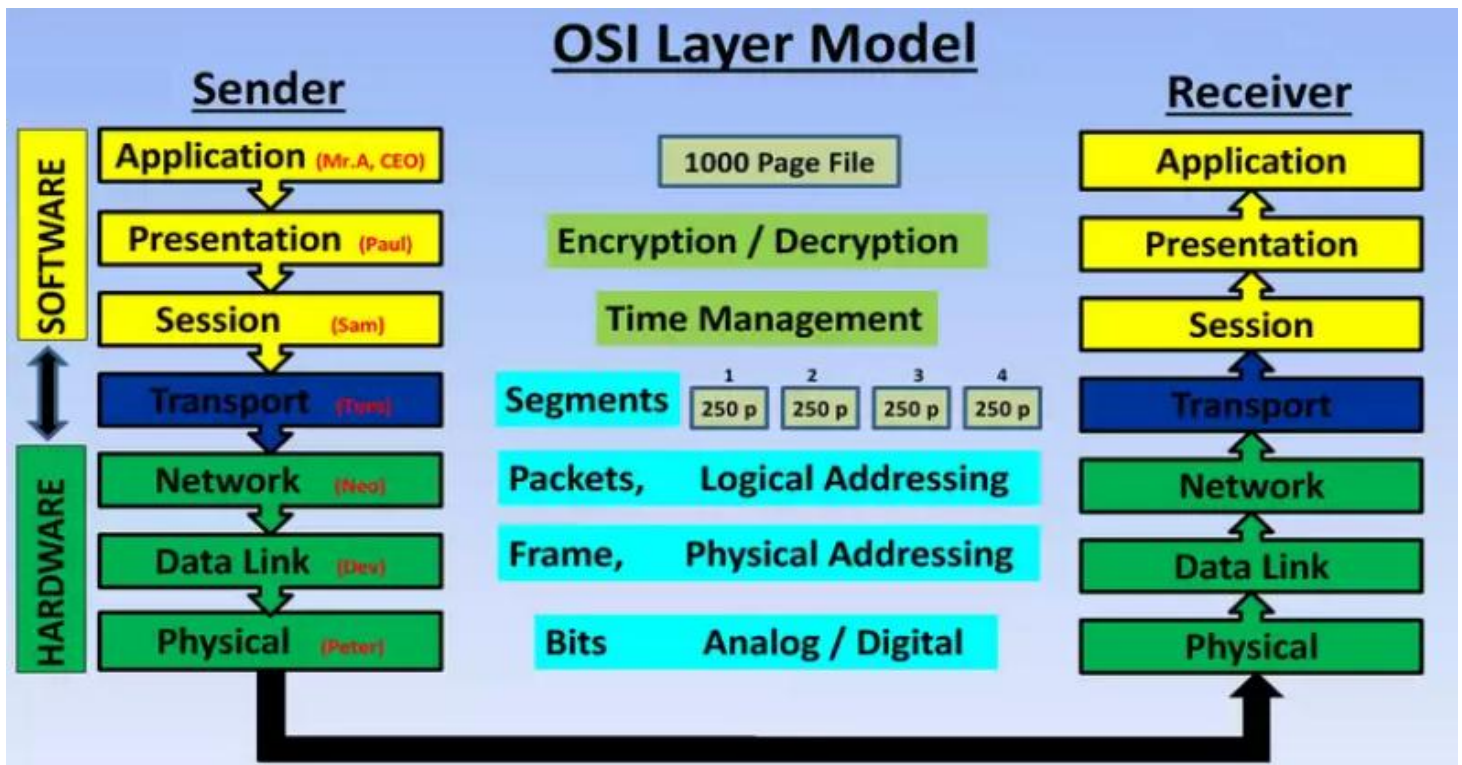 OSI Layer Model
Sender
Receiver
SOFTWARE
HARDWARE
Application (Mr.A, CEO)
1000 Page File
Application
Presentation (Paul)
Encryption / Decryption
Presentation
Session (Sam)
Time Management
Session
Transport (Tom)
Segments
1 2 3 4
250 p 250 p 250 p 250 p
Transport
Network (Neo)
Packets, Logical Addressing
Network
Data Link (Dev)
Frame, Physical Addressing
Data Link
Physical (Peter)
Bits Analog / Digital
Physical